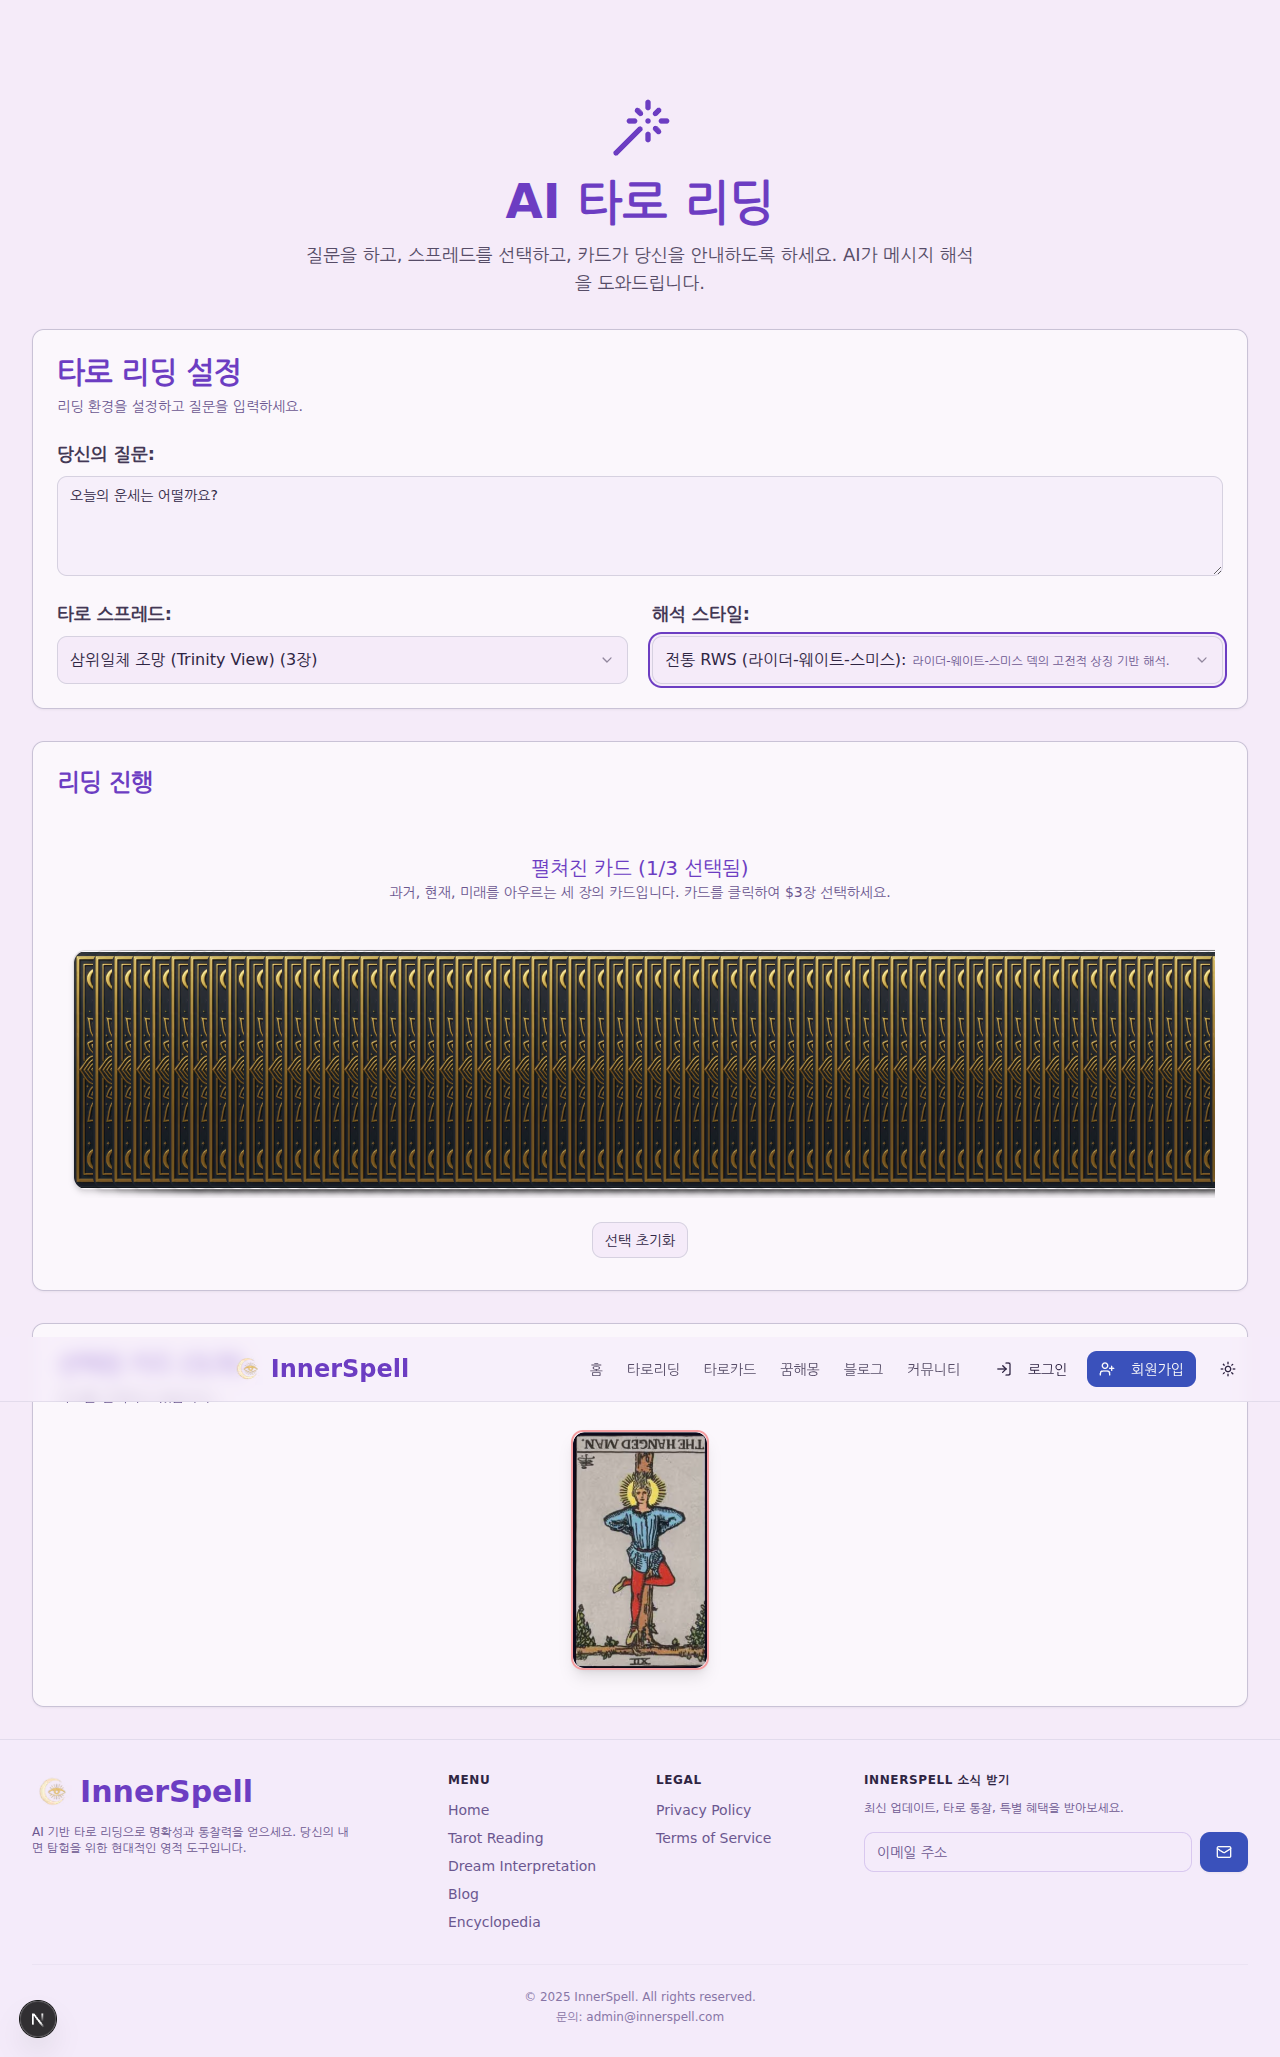 AI 타로 리딩
질문을 하고, 스프레드를 선택하고, 카드가 당신을 안내하도록 하세요. AI가 메시지 해석
을 도와드립니다.
타로 리딩 설정
리딩 환경을 설정하고 질문을 입력하세요.
당신의 질문:
오늘의 운세는 어떨까요?
타로 스프레드:
해석 스타일:
삼위일체 조망 (Trinity View) (3장)
전통 RWS (라이더-웨이트-스미스): 라이더-웨이트-스미스 덱의 고전적 상징 기반 해석.
리딩 진행
펼쳐진 카드 (1/3 선택됨)
과거, 현재, 미래를 아우르는 세 장의 카드입니다. 카드를 클릭하여 $3장 선택하세요.
선택 초기화
InnerSpell
홈 타로리딩 타로카드 꿈해몽 블로그 커뮤니티 로그인 회원가입
THE HANGED MAN.
XII
InnerSpell
AI 기반 타로 리딩으로 명확성과 통찰력을 얻으세요. 당신의 내
면 탐험을 위한 현대적인 영적 도구입니다.
MENU
Home
Tarot Reading
Dream Interpretation
Blog
Encyclopedia
LEGAL
Privacy Policy
Terms of Service
INNERSPELL 소식 받기
최신 업데이트, 타로 통찰, 특별 혜택을 받아보세요.
이메일 주소
© 2025 InnerSpell. All rights reserved.
문의: admin@innerspell.com